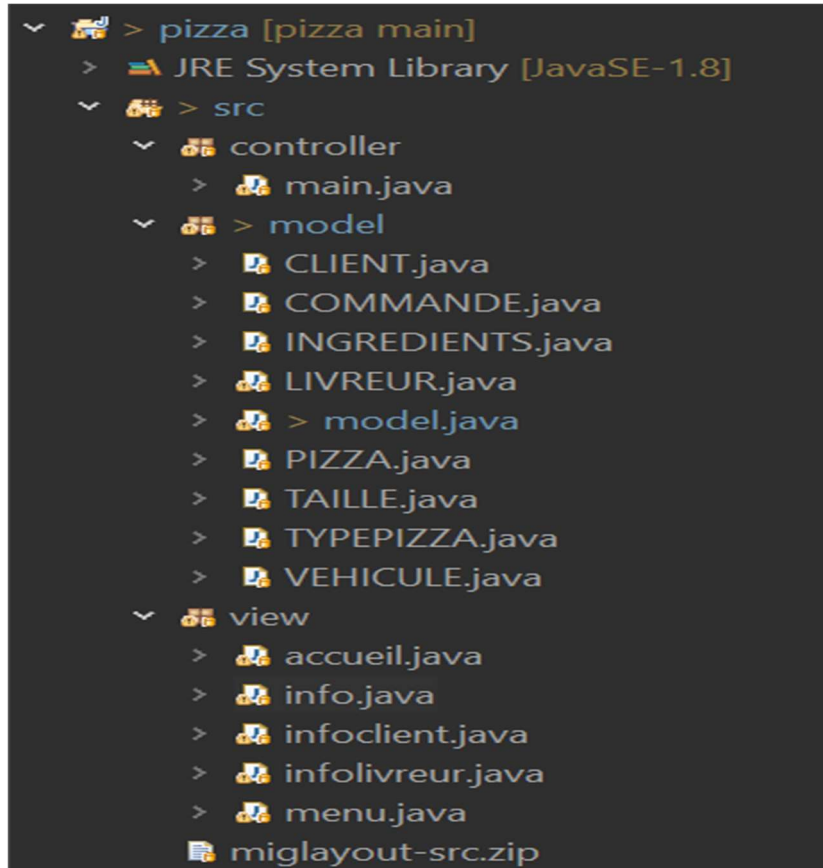 > pizza [pizza main]
> JRE System Library [JavaSE-1.8]
> src
controller
> main.java
> model
> CLIENT.java
> COMMANDE.java
> INGREDIENTS.java
> LIVREUR.java
> > model.java
> PIZZA.java
> TAILLE.java
> TYPEPIZZA.java
> VEHICULE.java
view
> accueil.java
> info.java
> infoclient.java
> infolivreur.java
> menu.java
miglayout-src.zip